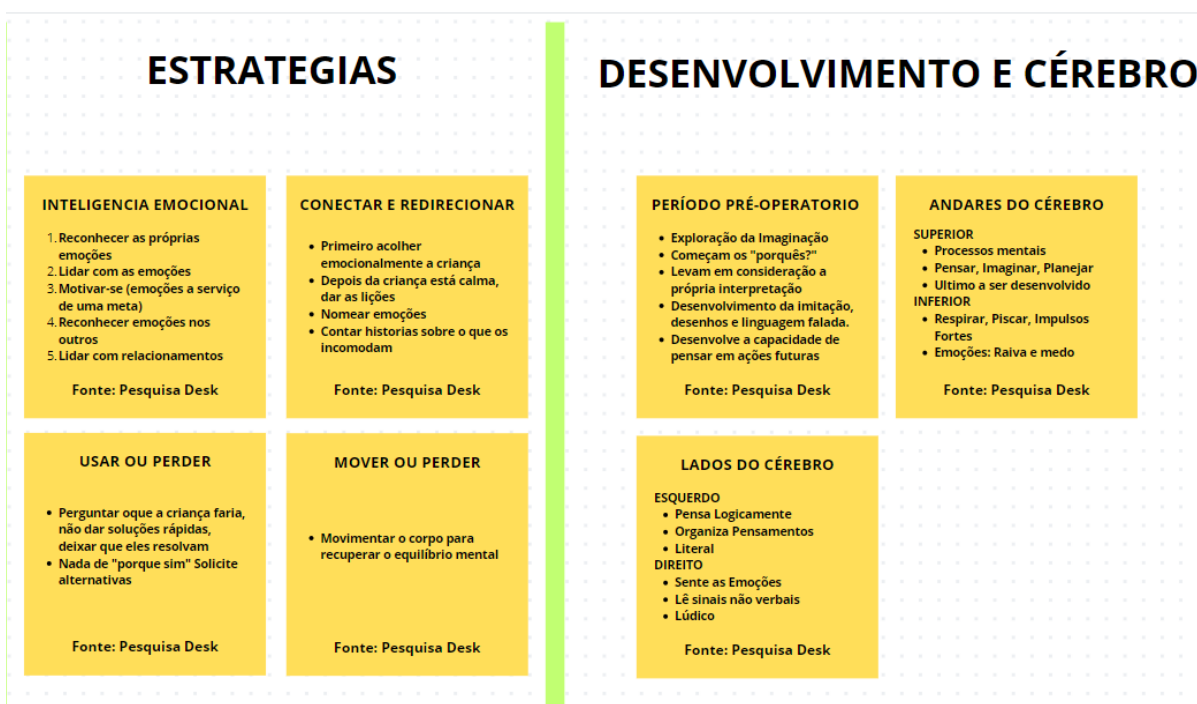 ESTRATEGIAS
INTELIGENCIA EMOCIONAL
1. Reconhecer as próprias
emoções
2. Lidar com as emoções
3. Motivar-se (emoções a serviço
de uma meta)
4. Reconhecer emoções nos
outros
5. Lidar com relacionamentos
Fonte: Pesquisa Desk
CONECTAR E REDIRECIONAR
• Primeiro acolher
emocionalmente a criança
• Depois da criança está calma,
dar as lições
• Nomear emoções
• Contar historias sobre o que os
incomodam
Fonte: Pesquisa Desk
USAR OU PERDER
• Perguntar oque a criança faria,
não dar soluções rápidas,
deixar que eles resolvam
• Nada de "porque sim" Solicite
alternativas
Fonte: Pesquisa Desk
MOVER OU PERDER
• Movimentar o corpo para
recuperar o equilíbrio mental
Fonte: Pesquisa Desk
DESENVOLVIMENTO E CÉREBRO
PERÍODO PRÉ-OPERATORIO
• Exploração da Imaginação
• Começam os "porquês?"
• Levam em consideração a
própria interpretação
• Desenvolvimento da imitação,
desenhos e linguagem falada.
• Desenvolve a capacidade de
pensar em ações futuras
Fonte: Pesquisa Desk
ANDARES DO CÉREBRO
SUPERIOR
• Processos mentais
• Pensar, Imaginar, Planejar
• Ultimo a ser desenvolvido
INFERIOR
• Respirar, Piscar, Impulsos
Fortes
• Emoções: Raiva e medo
Fonte: Pesquisa Desk
LADOS DO CÉREBRO
ESQUERDO
• Pensa Logicamente
• Organiza Pensamentos
• Literal
DIREITO
• Sente as Emoções
• Lê sinais não verbais
• Lúdico
Fonte: Pesquisa Desk